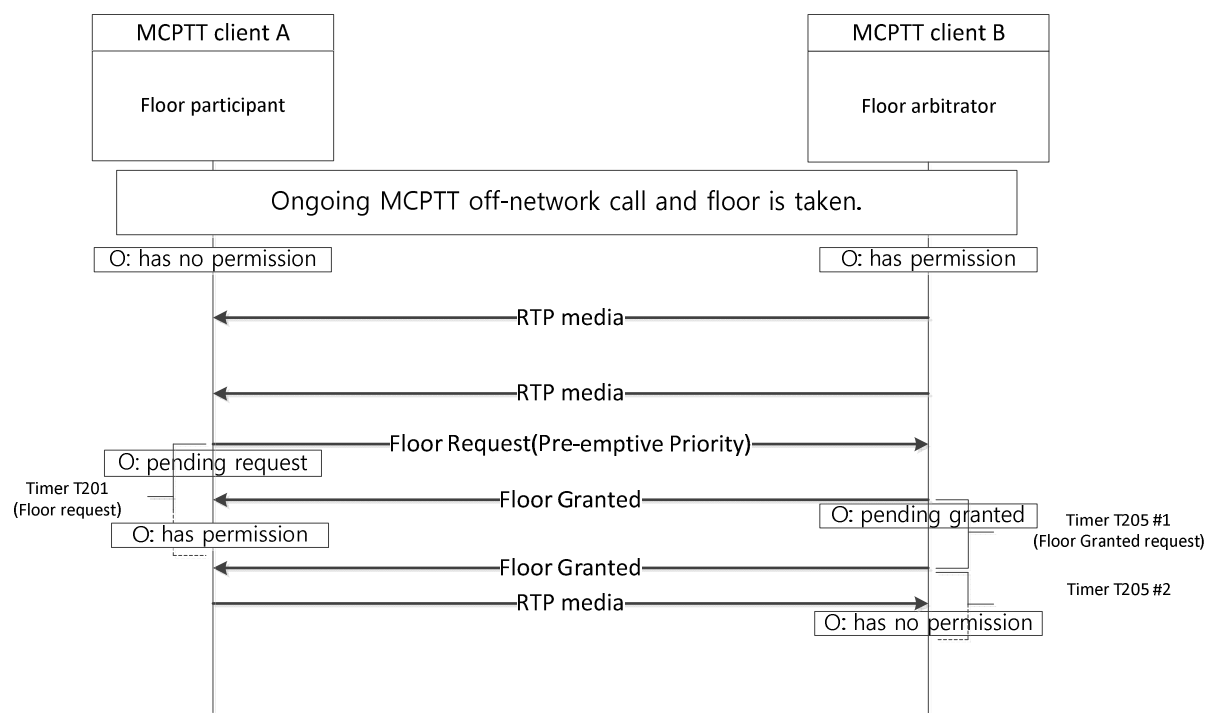 MCPTT client A
MCPTT client B
Floor participant
Floor arbitrator
Ongoing MCPTT off-network call and floor is taken.
O: has no permission
O: has permission
RTP media
RTP media
Floor Request(Pre-emptive Priority)
O: pending request
Timer T201
(Floor request)
Floor Granted
O: pending granted
Timer T205 #1
(Floor Granted request)
O: has permission
Floor Granted
Timer T205 #2
RTP media
O: has no permission